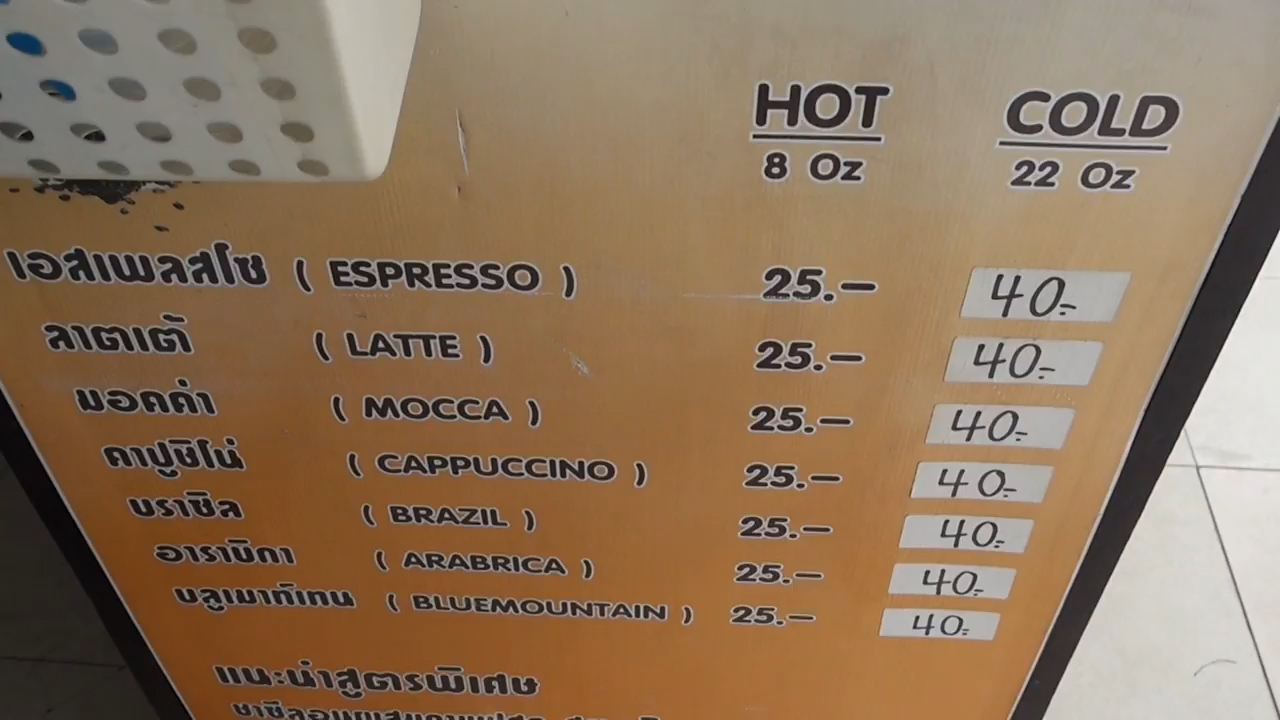 HOT COLD
8 Oz 22 Oz
เอสเพลสโซ ( ESPRESSO ) 25.– 40.-
ลาตเต้ ( LATTE ) 25.– 40.-
มอคค่า ( MOCCA ) 25.– 40.-
คาปูชิโน่ ( CAPPUCCINO ) 25.– 40.-
บราซิล ( BRAZIL ) 25.– 40.-
อาราบิกา ( ARABRICA ) 25.– 40.-
บลูเมาท์เทน ( BLUEMOUNTAIN ) 25.– 40.-
แนะนำสูตรพิเศษ